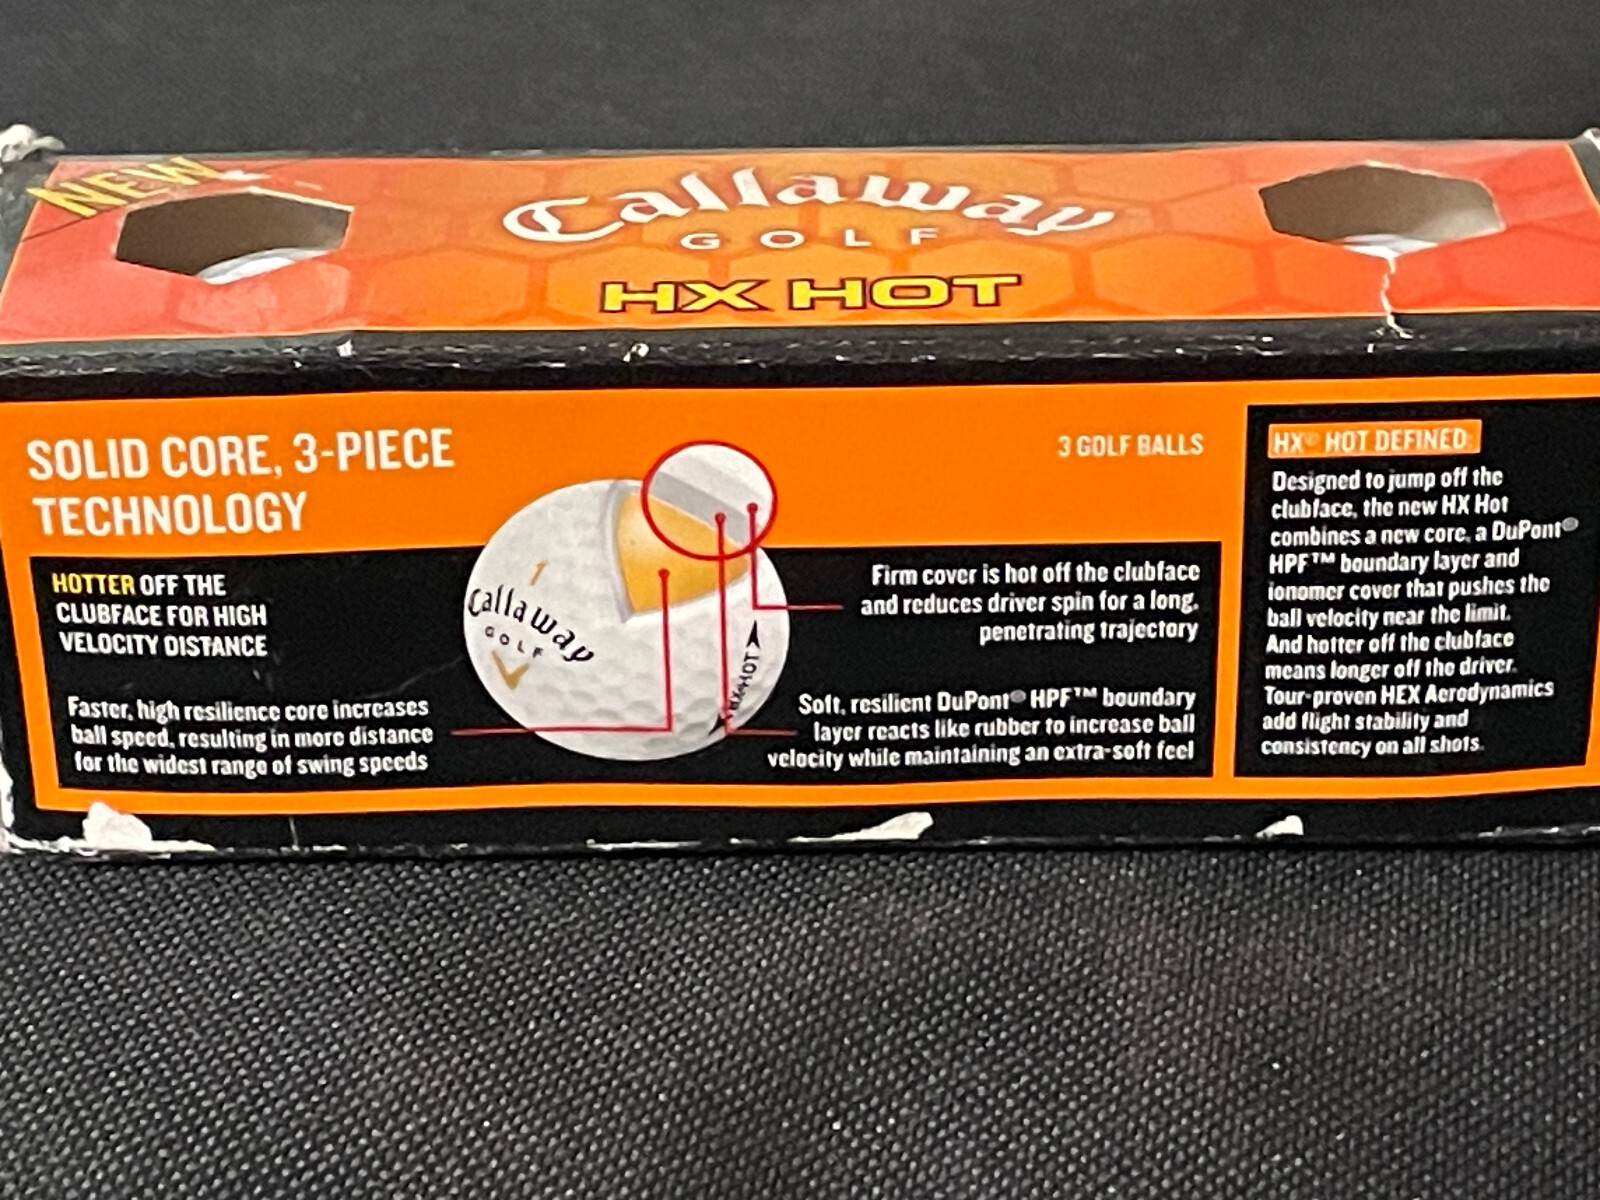 NEW
Callaway
GOLF
HX HOT
SOLID CORE, 3-PIECE
TECHNOLOGY
3 GOLF BALLS
HOTTER OFF THE
CLUBFACE FOR HIGH
VELOCITY DISTANCE
Faster, high resilience core increases
ball speed, resulting in more distance
for the widest range of swing speeds
1
Callaway
GOLF
HX HOT
Firm cover is hot off the clubface
and reduces driver spin for a long,
penetrating trajectory
Soft, resilient DuPont® HPF™ boundary
layer reacts like rubber to increase ball
velocity while maintaining an extra-soft feel
HX® HOT DEFINED:
Designed to jump off the
clubface, the new HX Hot
combines a new core, a DuPont®
HPF™ boundary layer and
ionomer cover that pushes the
ball velocity near the limit.
And hotter off the clubface
means longer off the driver.
Tour-proven HEX Aerodynamics
add flight stability and
consistency on all shots.